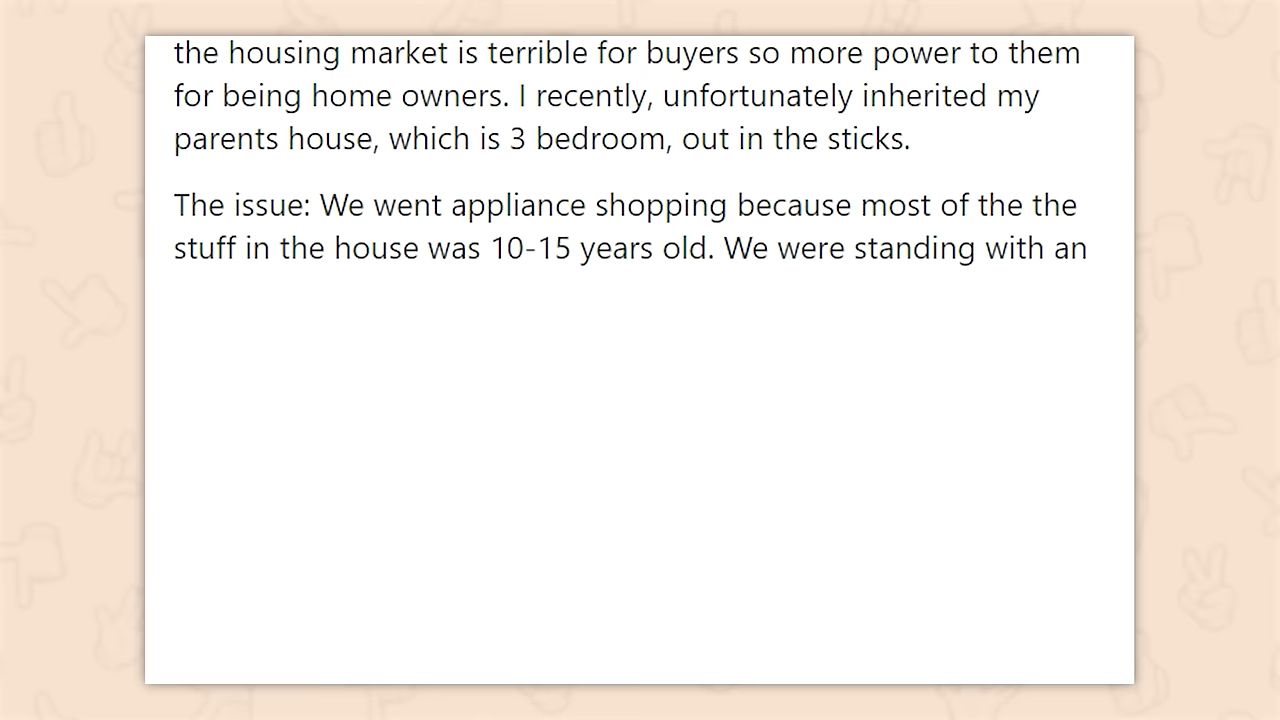 the housing market is terrible for buyers so more power to them
for being home owners. I recently, unfortunately inherited my
parents house, which is 3 bedroom, out in the sticks.
The issue: We went appliance shopping because most of the the
stuff in the house was 10-15 years old. We were standing with an